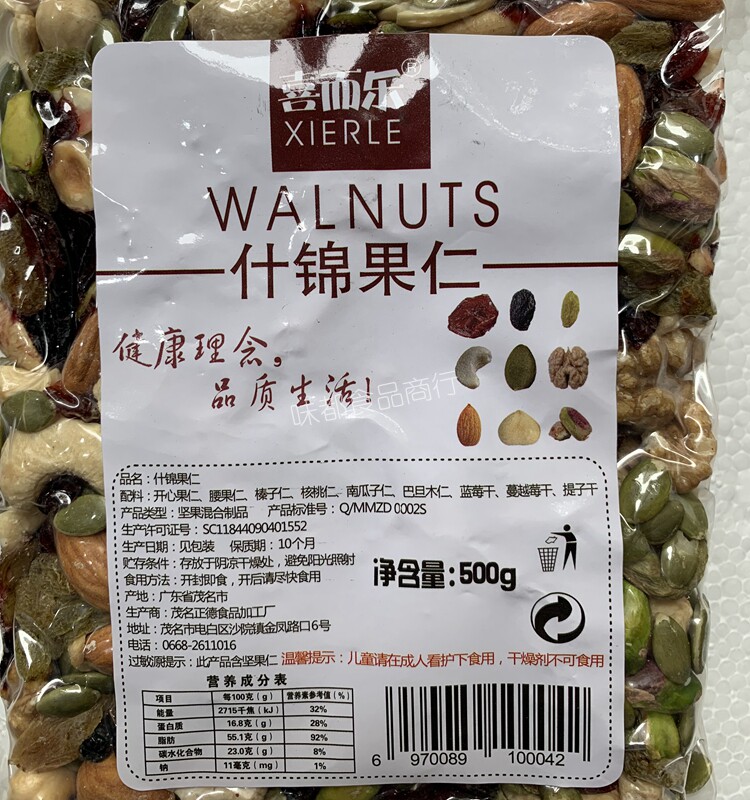 喜而乐®
XIERLE
WALNUTS
什锦果仁
健康理念,
品质生活!
味都食品商行
品名：什锦果仁
配料：开心果仁、腰果仁、榛子仁、核桃仁、南瓜子仁、巴旦木仁、蓝莓干、蔓越莓干、提子干
产品类型：坚果混合制品 产品标准号：Q/MMZD 0002S
生产许可证号：SC11844090401552
生产日期：见包装 保质期：10个月
贮存条件：存放于阴凉干燥处，避免阳光照射
食用方法：开封即食，开后请尽快食用
净含量:500g
产地：广东省茂名市
生产商：茂名正德食品加工厂
地址：茂名市电白区沙院镇金凤路口6号
电话：0668-2611016
过敏源提示：此产品含坚果仁 温馨提示：儿童请在成人看护下食用，干燥剂不可食用
营养成分表
项目 每100克（g） 营养素参考值（%）
能量 2715千焦（kJ） 32%
蛋白质 16.8克（g） 28%
脂肪 55.1克（g） 92%
碳水化合物 23.0克（g） 8%
钠 11毫克（mg） 1%
6 970089 100042